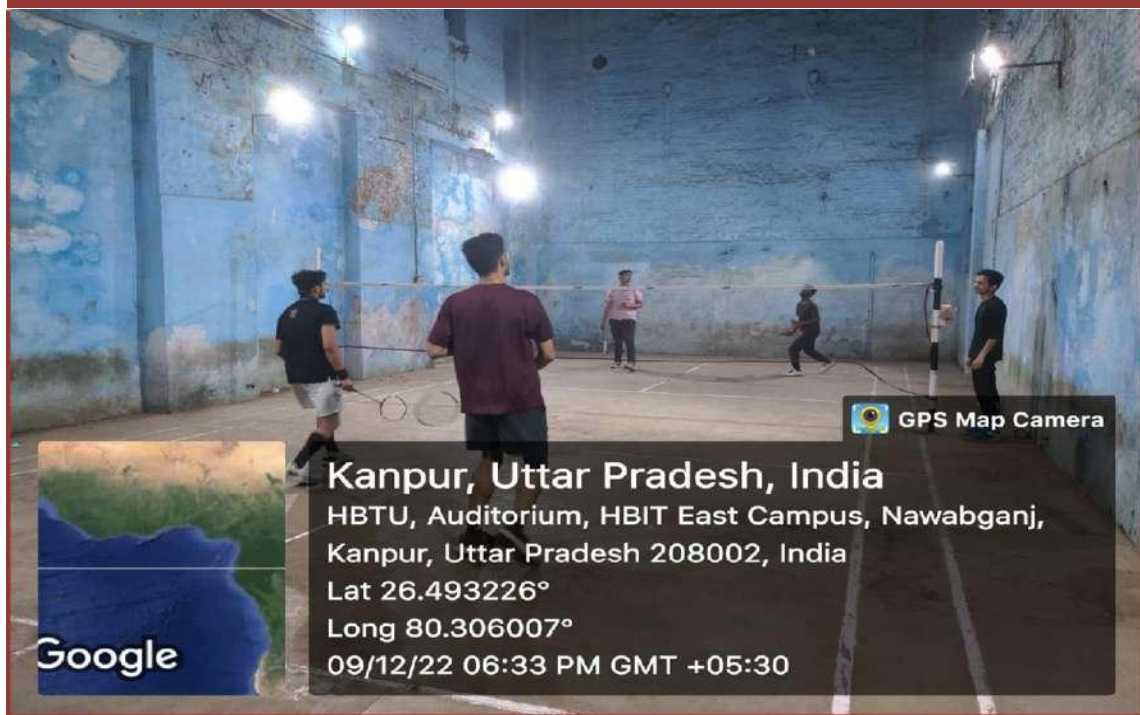 GPS Map Camera
Kanpur, Uttar Pradesh, India
HBTU, Auditorium, HBIT East Campus, Nawabganj,
Kanpur, Uttar Pradesh 208002, India
Lat 26.493226°
Long 80.306007°
09/12/22 06:33 PM GMT +05:30
Google